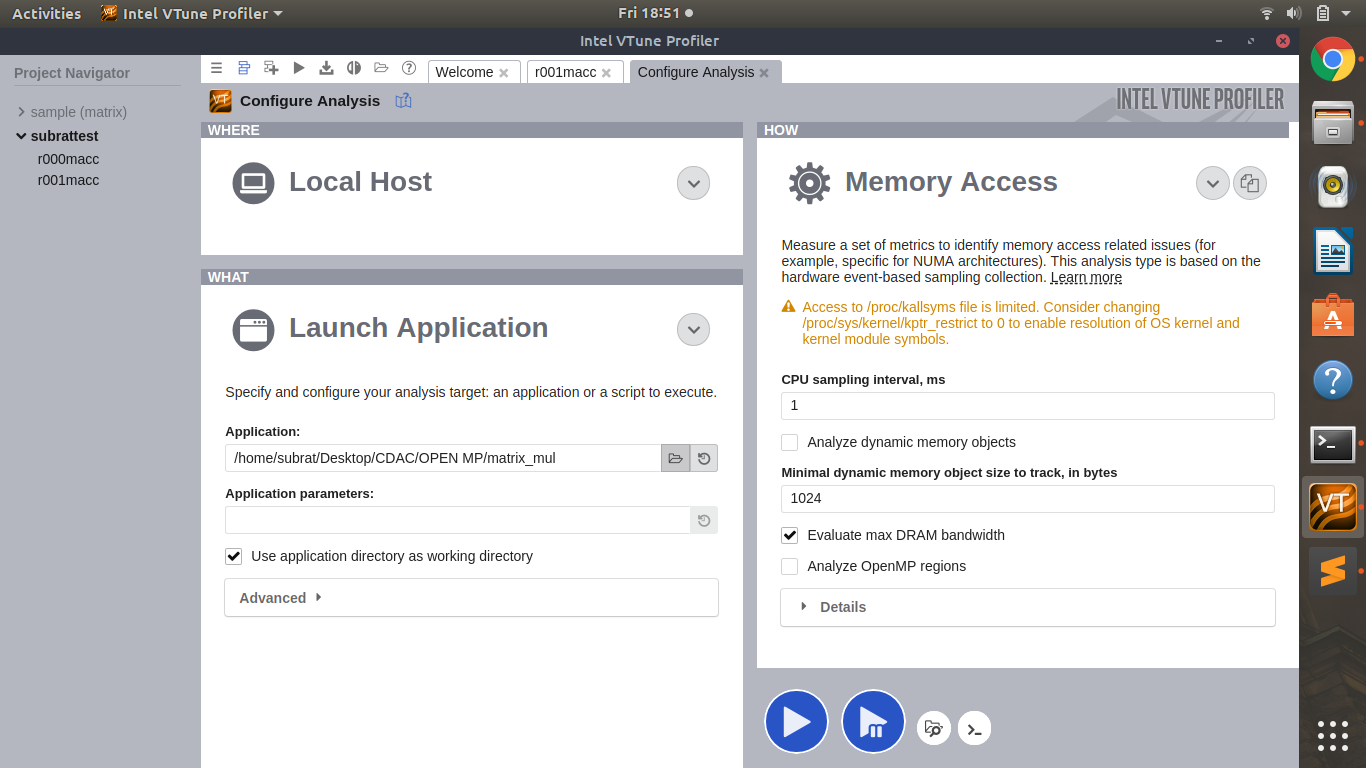 Activities
Intel VTune Profiler
Fri 18:51
Intel VTune Profiler
Project Navigator
sample (matrix)
subrattest
r000macc
r001macc
Welcome
r001macc
Configure Analysis
VT
Configure Analysis
INTEL VTUNE PROFILER
WHERE
Local Host
WHAT
Launch Application
Specify and configure your analysis target: an application or a script to execute.
Application:
/home/subrat/Desktop/CDAC/OPEN MP/matrix_mul
Application parameters:
Use application directory as working directory
Advanced
HOW
Memory Access
Measure a set of metrics to identify memory access related issues (for
example, specific for NUMA architectures). This analysis type is based on the
hardware event-based sampling collection. Learn more
Access to /proc/kallsyms file is limited. Consider changing
/proc/sys/kernel/kptr_restrict to 0 to enable resolution of OS kernel and
kernel module symbols.
CPU sampling interval, ms
1
Analyze dynamic memory objects
Minimal dynamic memory object size to track, in bytes
1024
Evaluate max DRAM bandwidth
Analyze OpenMP regions
Details
VT